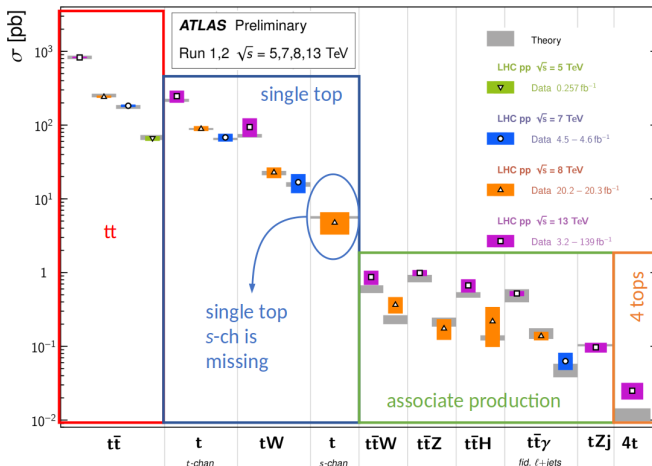 ATLAS Preliminary
Run 1,2 √s = 5,7,8,13 TeV
Theory
LHC pp √s = 5 TeV
Data 0.257 fb⁻¹
LHC pp √s = 7 TeV
Data 4.5 – 4.6 fb⁻¹
LHC pp √s = 8 TeV
Data 20.2 – 20.3 fb⁻¹
LHC pp √s = 13 TeV
Data 3.2 – 139 fb⁻¹
σ [pb]
10³
10²
10¹
1
10⁻¹
10⁻²
tt
single top
single top
s-ch is
missing
associate production
4 tops
tt̄
t
t-chan
tW
t
s-chan
tt̄W
tt̄Z
tt̄H
tt̄γ
fid. ℓ+jets
tZj
4t